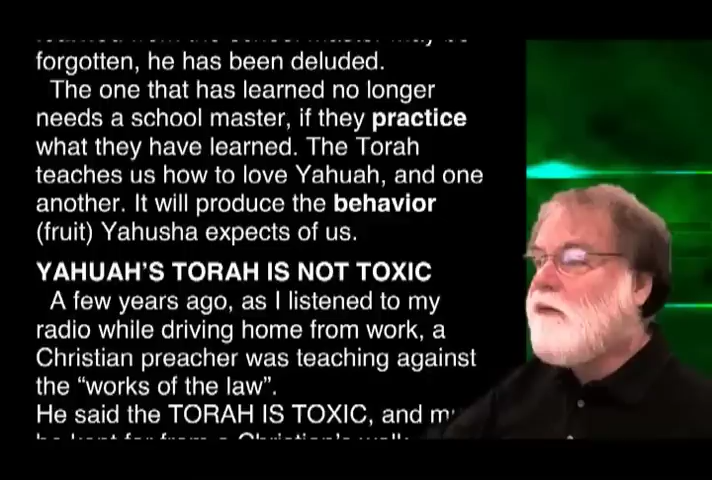 forgotten, he has been deluded.
The one that has learned no longer
needs a school master, if they practice
what they have learned. The Torah
teaches us how to love Yahuah, and one
another. It will produce the behavior
(fruit) Yahusha expects of us.
YAHUAH'S TORAH IS NOT TOXIC
A few years ago, as I listened to my
radio while driving home from work, a
Christian preacher was teaching against
the “works of the law”.
He said the TORAH IS TOXIC, and